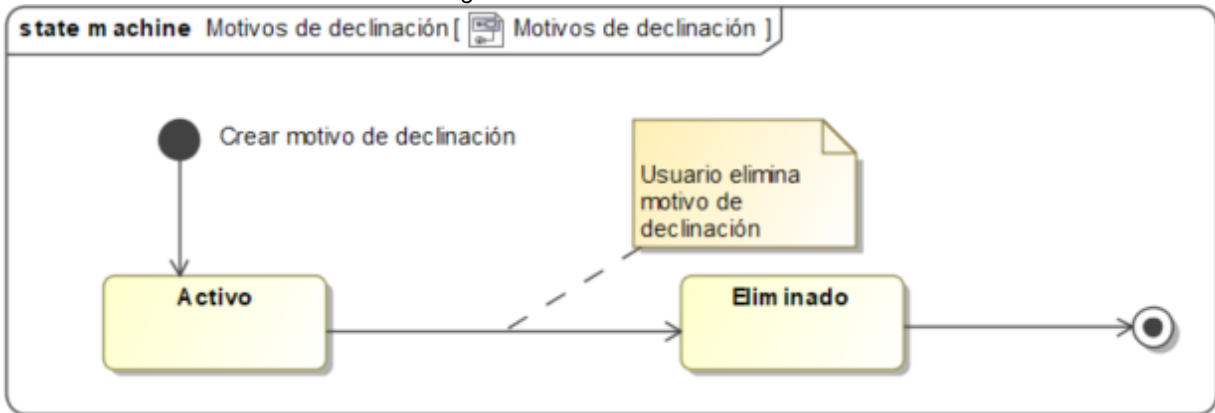 state machine Motivos de declinación [ Motivos de declinación ]
Crear motivo de declinación
Usuario elimina
motivo de
declinación
Activo
Eliminado